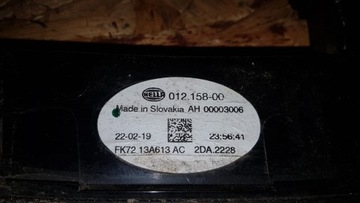 HELLA 012.158-00
Made in Slovakia AH 00003006
22-02-19 23:56:41
FK72 13A613 AC 2DA.2228